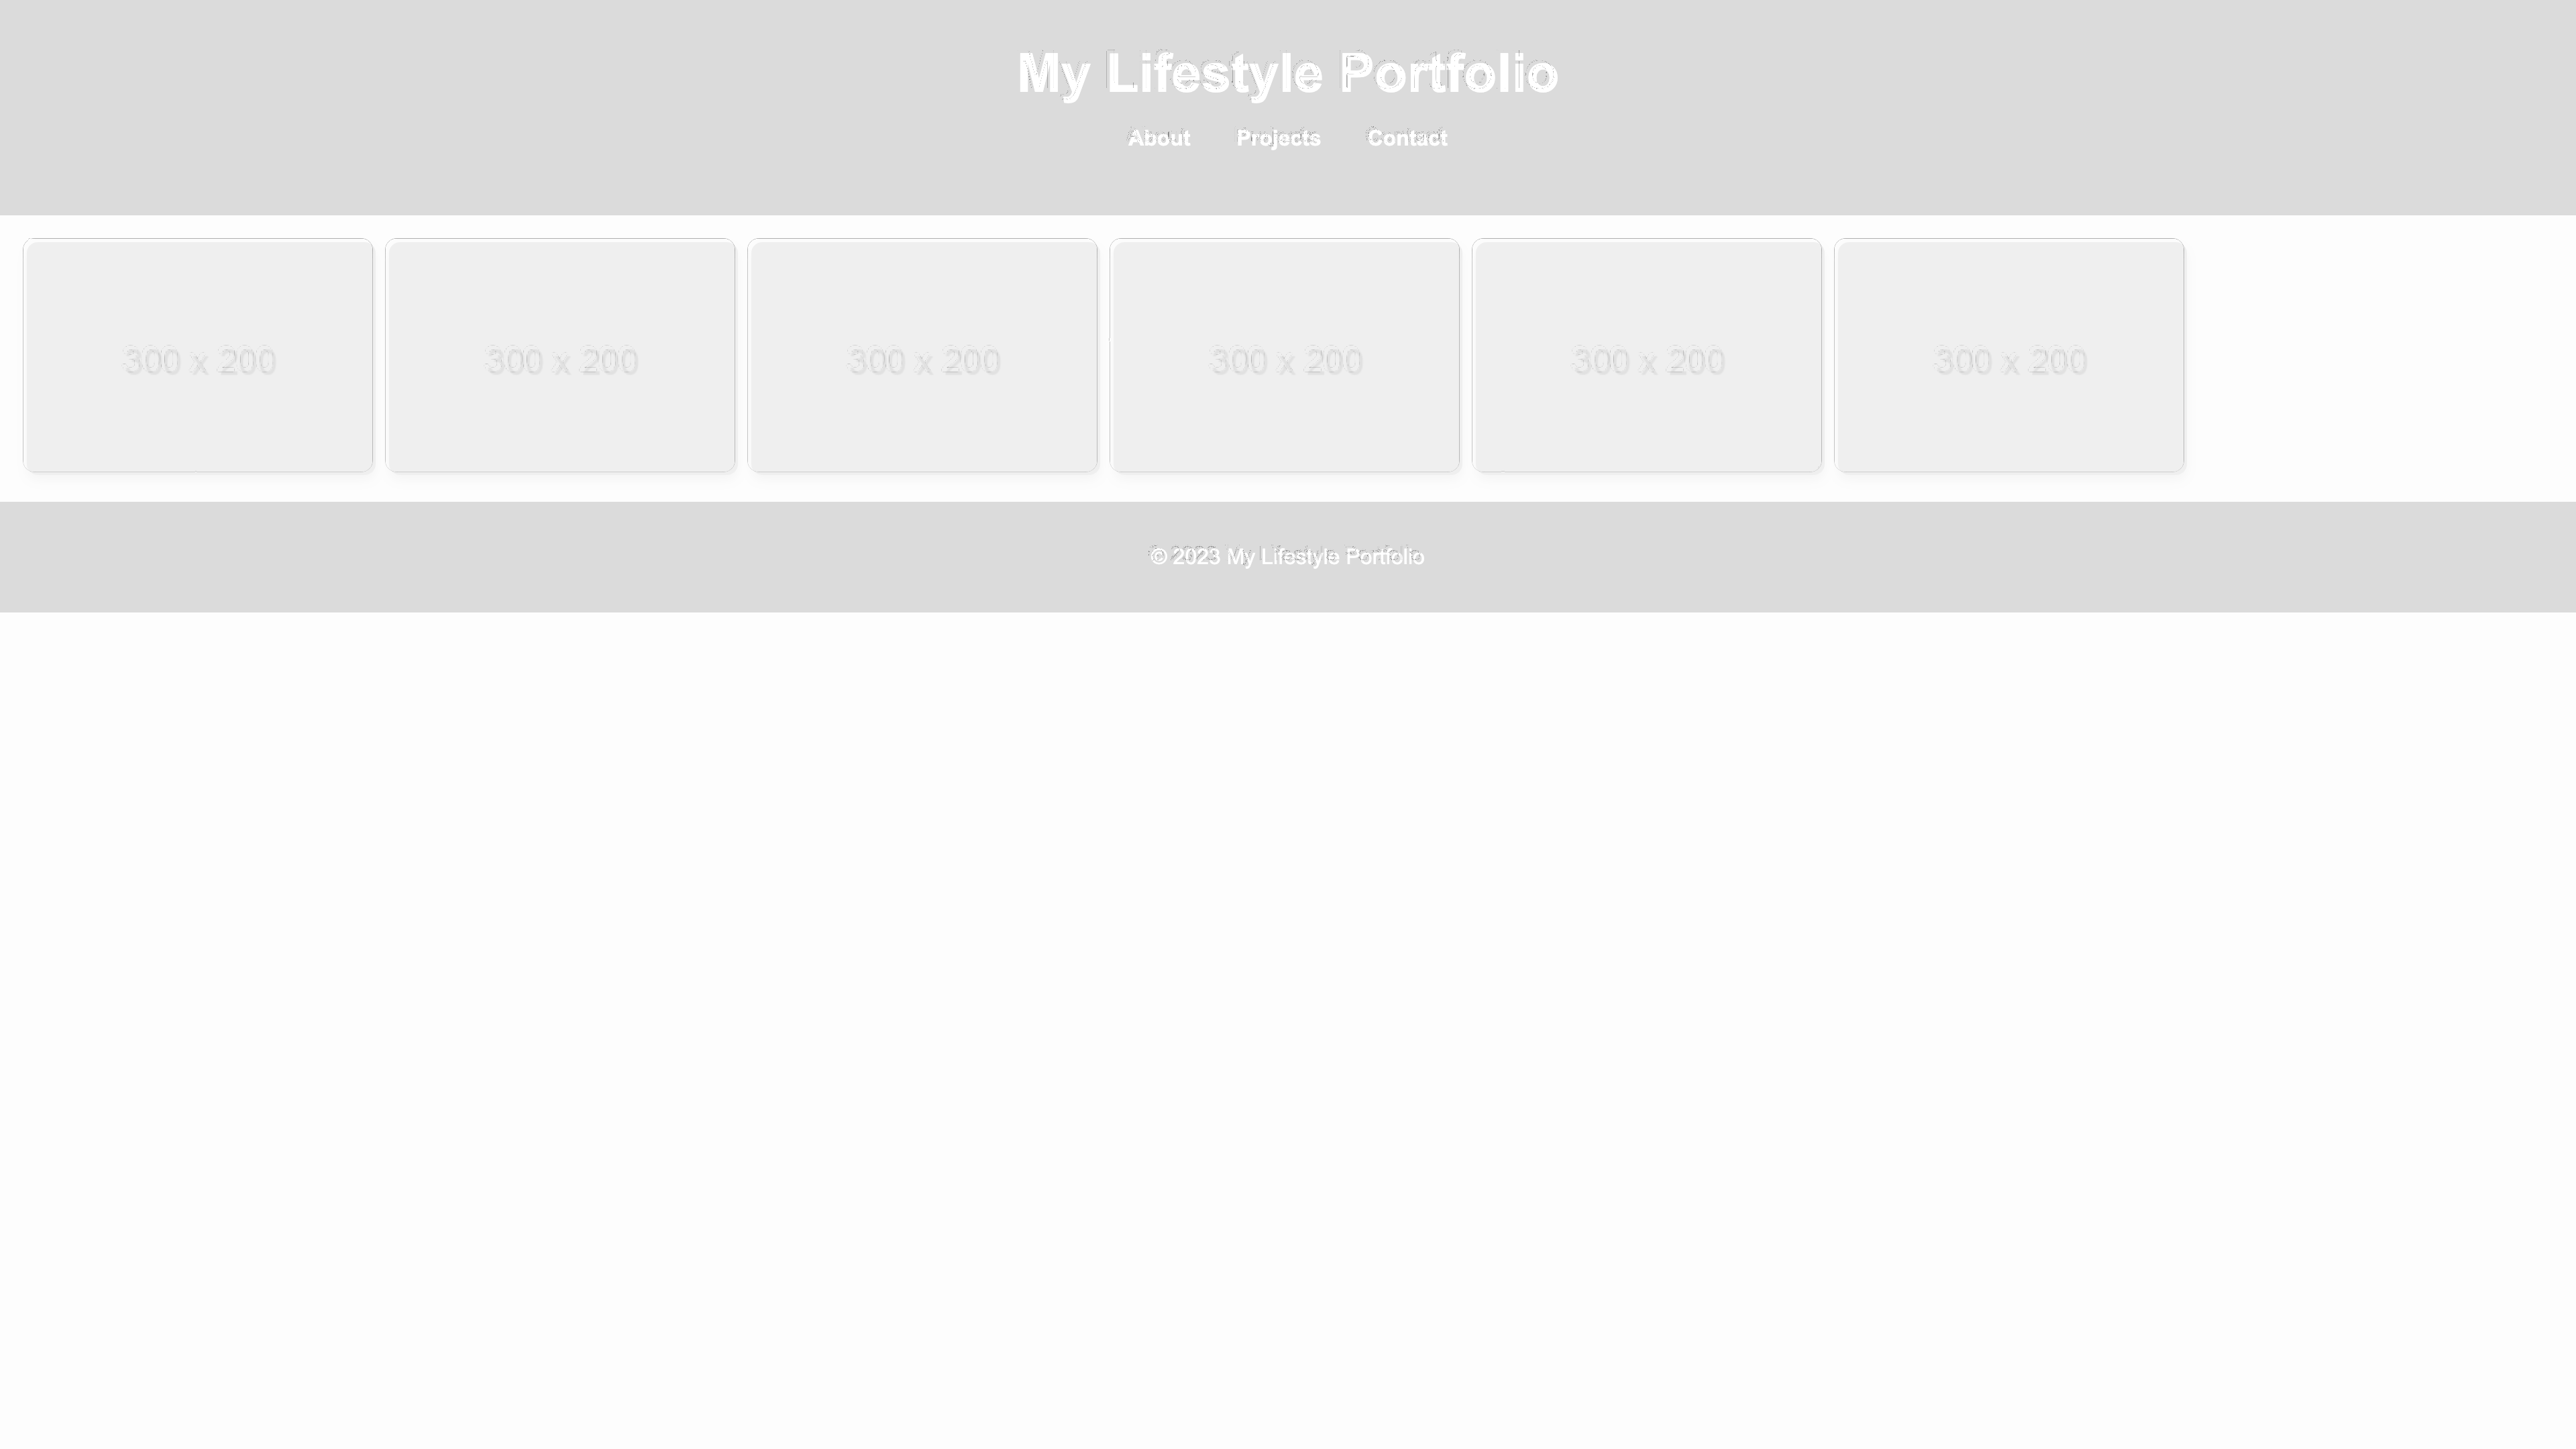 My Lifestyle Portfolio
About Projects Contact
300 x 200 300 x 200 300 x 200 300 x 200 300 x 200 300 x 200
© 2023 My Lifestyle Portfolio